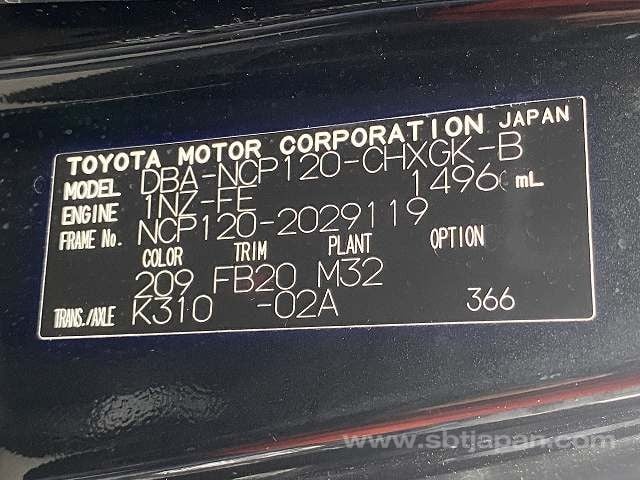 TOYOTA MOTOR CORPORATION JAPAN
MODEL DBA-NCP120-CHXGK-B
ENGINE 1NZ-FE 1496 mL
FRAME No. NCP120-2029119
COLOR TRIM PLANT OPTION
209 FB20 M32
TRANS./AXLE K310 -02A 366
www.sbtjapan.com